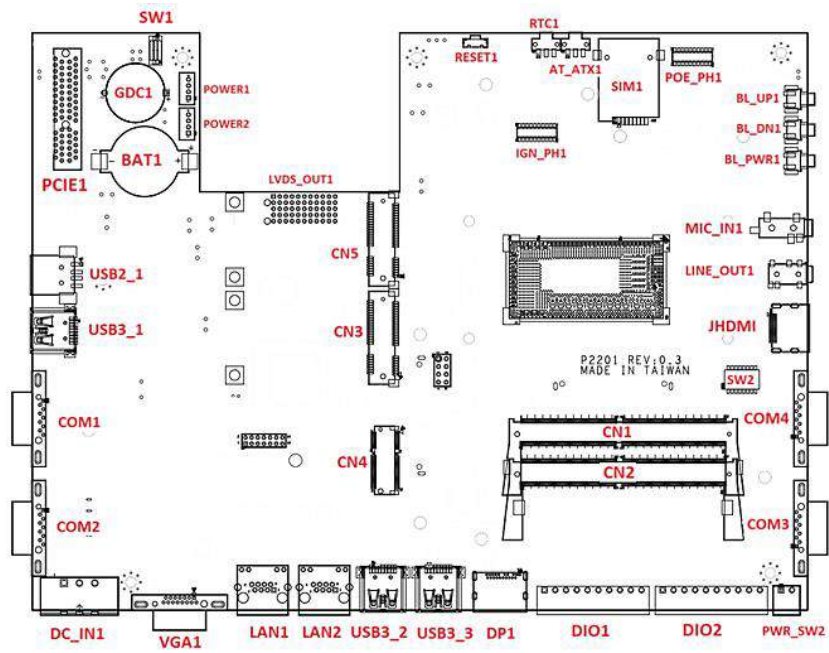 SW1
RTC1
RESET1
AT_ATX1
SIM1
POE_PH1
GDC1
POWER1
POWER2
BL_UP1
BL_DN1
BL_PWR1
IGN_PH1
BAT1
PCIE1
LVDS_OUT1
MIC_IN1
CN5
LINE_OUT1
USB2_1
USB3_1
CN3
JHDMI
P2201 REV:0.3
MADE IN TAIWAN
SW2
COM1
CN1
COM4
CN4
CN2
COM2
COM3
DC_IN1
VGA1
LAN1
LAN2
USB3_2
USB3_3
DP1
DIO1
DIO2
PWR_SW2